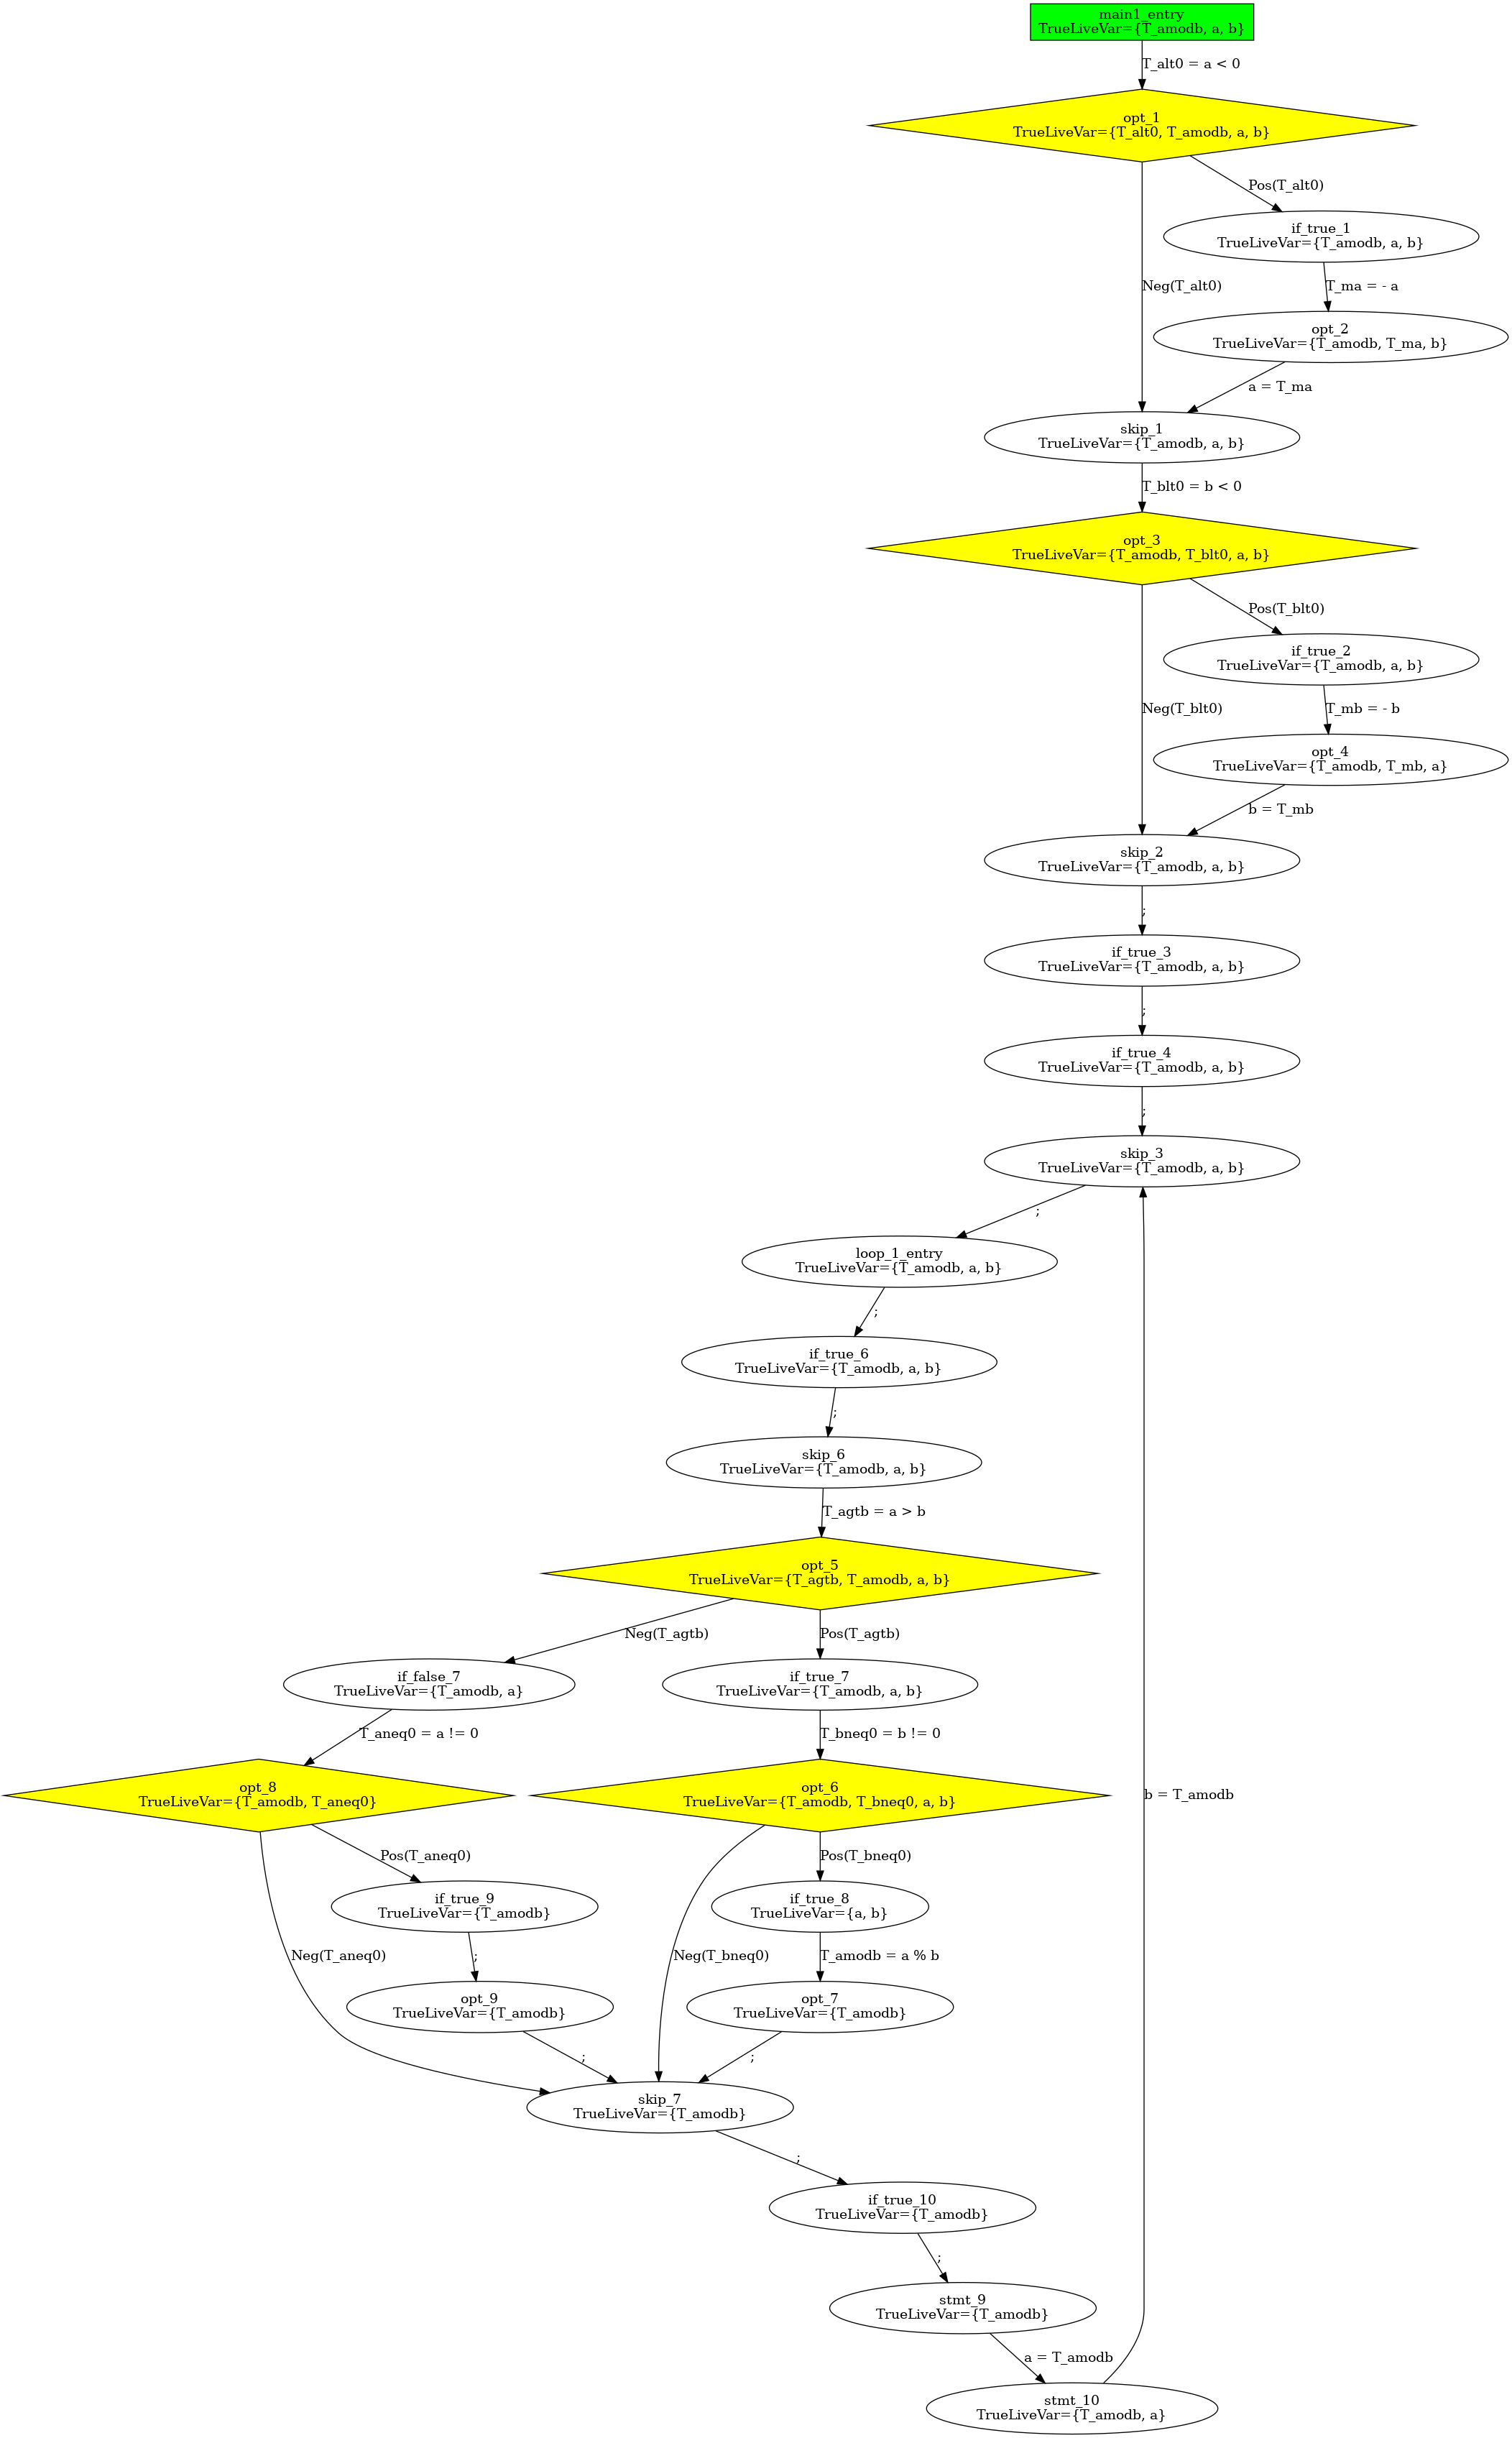 main1_entry
TrueLiveVar={T_amodb, a, b}
T_alt0 = a < 0
opt_1
TrueLiveVar={T_alt0, T_amodb, a, b}
Pos(T_alt0)
if_true_1
TrueLiveVar={T_amodb, a, b}
Neg(T_alt0)
T_ma = - a
opt_2
TrueLiveVar={T_amodb, T_ma, b}
a = T_ma
skip_1
TrueLiveVar={T_amodb, a, b}
T_blt0 = b < 0
opt_3
TrueLiveVar={T_amodb, T_blt0, a, b}
Pos(T_blt0)
if_true_2
TrueLiveVar={T_amodb, a, b}
Neg(T_blt0)
T_mb = - b
opt_4
TrueLiveVar={T_amodb, T_mb, a}
b = T_mb
skip_2
TrueLiveVar={T_amodb, a, b}
;
if_true_3
TrueLiveVar={T_amodb, a, b}
;
if_true_4
TrueLiveVar={T_amodb, a, b}
;
skip_3
TrueLiveVar={T_amodb, a, b}
;
loop_1_entry
TrueLiveVar={T_amodb, a, b}
;
if_true_6
TrueLiveVar={T_amodb, a, b}
;
skip_6
TrueLiveVar={T_amodb, a, b}
T_agtb = a > b
opt_5
TrueLiveVar={T_agtb, T_amodb, a, b}
Neg(T_agtb)
Pos(T_agtb)
if_false_7
TrueLiveVar={T_amodb, a}
if_true_7
TrueLiveVar={T_amodb, a, b}
T_aneq0 = a != 0
T_bneq0 = b != 0
opt_8
TrueLiveVar={T_amodb, T_aneq0}
opt_6
TrueLiveVar={T_amodb, T_bneq0, a, b}
b = T_amodb
Pos(T_aneq0)
Pos(T_bneq0)
if_true_9
TrueLiveVar={T_amodb}
if_true_8
TrueLiveVar={a, b}
Neg(T_aneq0)
;
Neg(T_bneq0)
T_amodb = a % b
opt_9
TrueLiveVar={T_amodb}
opt_7
TrueLiveVar={T_amodb}
;
;
skip_7
TrueLiveVar={T_amodb}
;
if_true_10
TrueLiveVar={T_amodb}
;
stmt_9
TrueLiveVar={T_amodb}
a = T_amodb
stmt_10
TrueLiveVar={T_amodb, a}